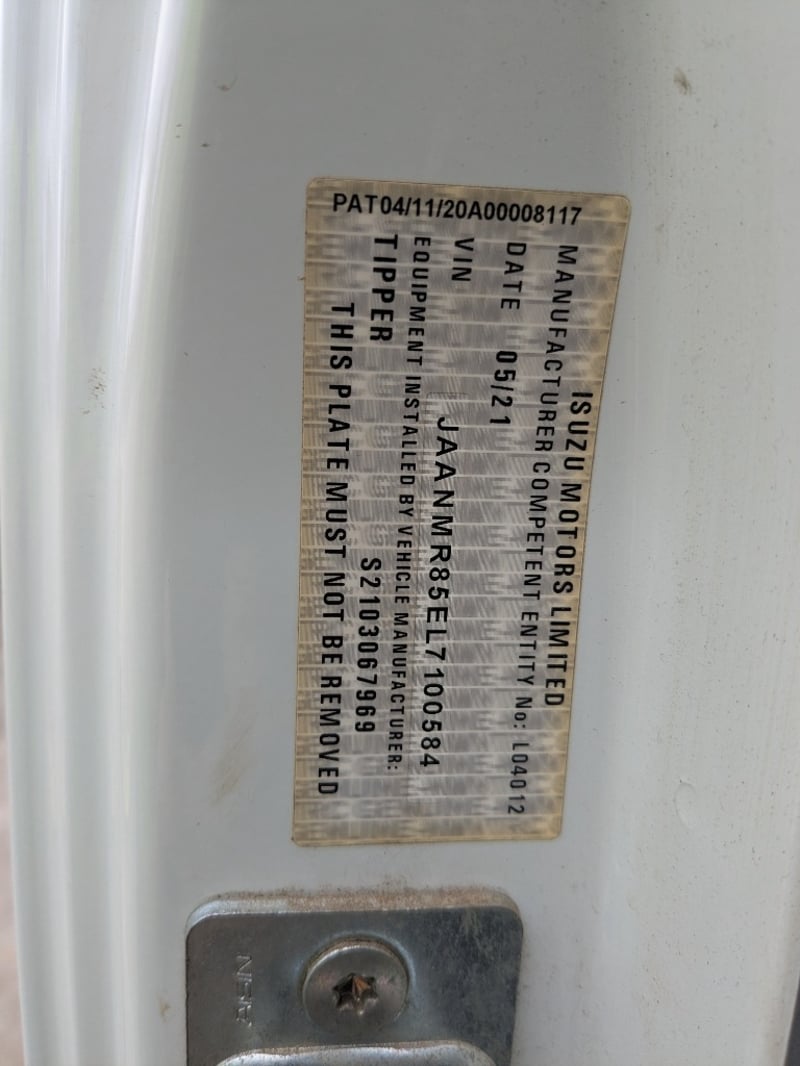 PAT04/11/20A00008117
ISUZU MOTORS LIMITED
MANUFACTURER COMPETENT ENTITY No: L04012
DATE 05/21
VIN JAANMR85EL7100584
EQUIPMENT INSTALLED BY VEHICLE MANUFACTURER:
TIPPER S2103067969
THIS PLATE MUST NOT BE REMOVED